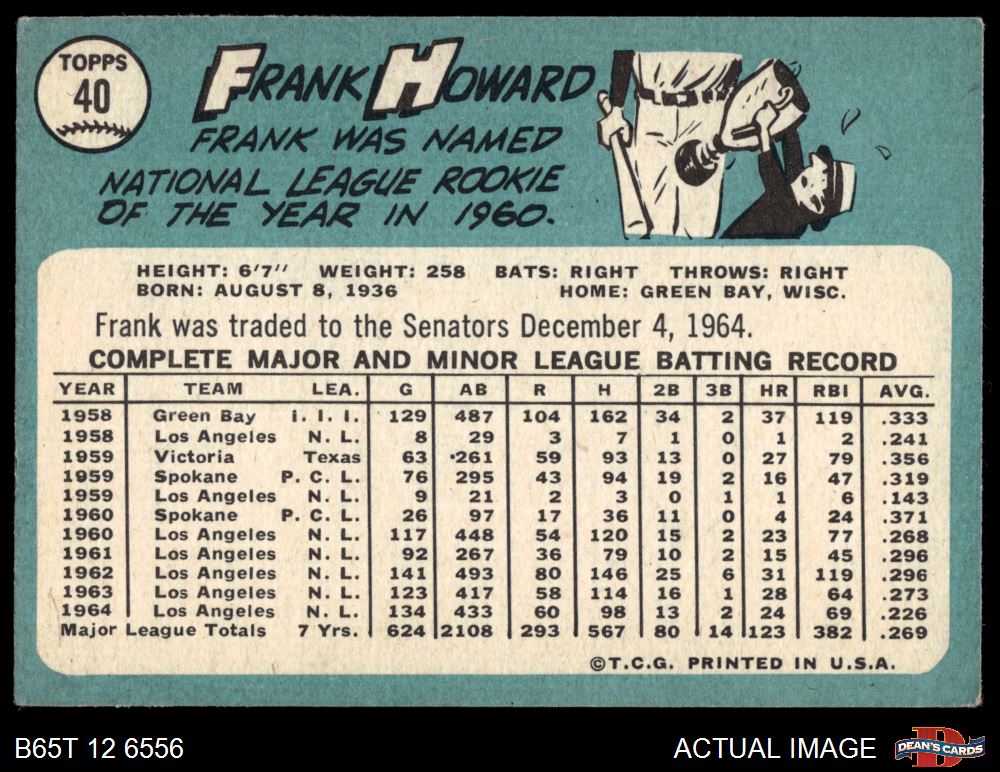 TOPPS
40
FRANK HOWARD
FRANK WAS NAMED
NATIONAL LEAGUE ROOKIE
OF THE YEAR IN 1960.
HEIGHT: 6'7" WEIGHT: 258 BATS: RIGHT THROWS: RIGHT
BORN: AUGUST 8, 1936 HOME: GREEN BAY, WISC.
Frank was traded to the Senators December 4, 1964.
COMPLETE MAJOR AND MINOR LEAGUE BATTING RECORD
YEAR TEAM LEA. G AB R H 2B 3B HR RBI AVG.
1958 Green Bay I. I. I. 129 487 104 162 34 2 37 119 .333
1958 Los Angeles N. L. 8 29 3 7 1 0 1 2 .241
1959 Victoria Texas 63 261 59 93 13 0 27 79 .356
1959 Spokane P. C. L. 76 295 43 94 19 2 16 47 .319
1959 Los Angeles N. L. 9 21 2 3 0 1 1 6 .143
1960 Spokane P. C. L. 26 97 17 36 11 0 4 24 .371
1960 Los Angeles N. L. 117 448 54 120 15 2 23 77 .268
1961 Los Angeles N. L. 92 267 36 79 10 2 15 45 .296
1962 Los Angeles N. L. 141 493 80 146 25 6 31 119 .296
1963 Los Angeles N. L. 123 417 58 114 16 1 28 64 .273
1964 Los Angeles N. L. 134 433 60 98 13 2 24 69 .226
Major League Totals 7 Yrs. 624 2108 293 567 80 14 123 382 .269
©T.C.G. PRINTED IN U.S.A.
B65T 12 6556 ACTUAL IMAGE DEAN'S CARDS